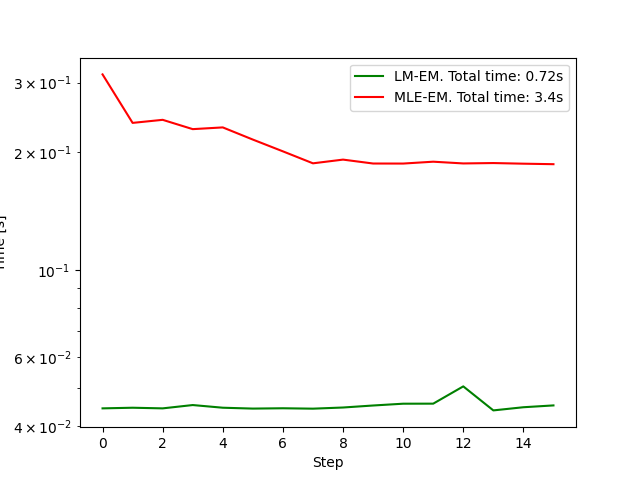 LM-EM. Total time: 0.72s
MLE-EM. Total time: 3.4s
3 × 10⁻¹
2 × 10⁻¹
10⁻¹
6 × 10⁻²
4 × 10⁻²
[s]
0 2 4 6 8 10 12 14
Step